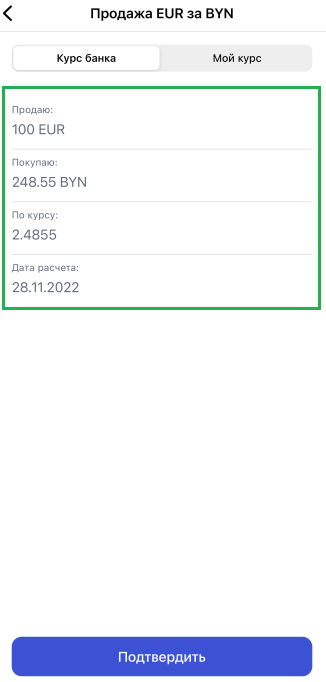 Продажа EUR за BYN
Курс банка
Мой курс
Продаю:
100 EUR
Покупаю:
248.55 BYN
По курсу:
2.4855
Дата расчета:
28.11.2022
Подтвердить